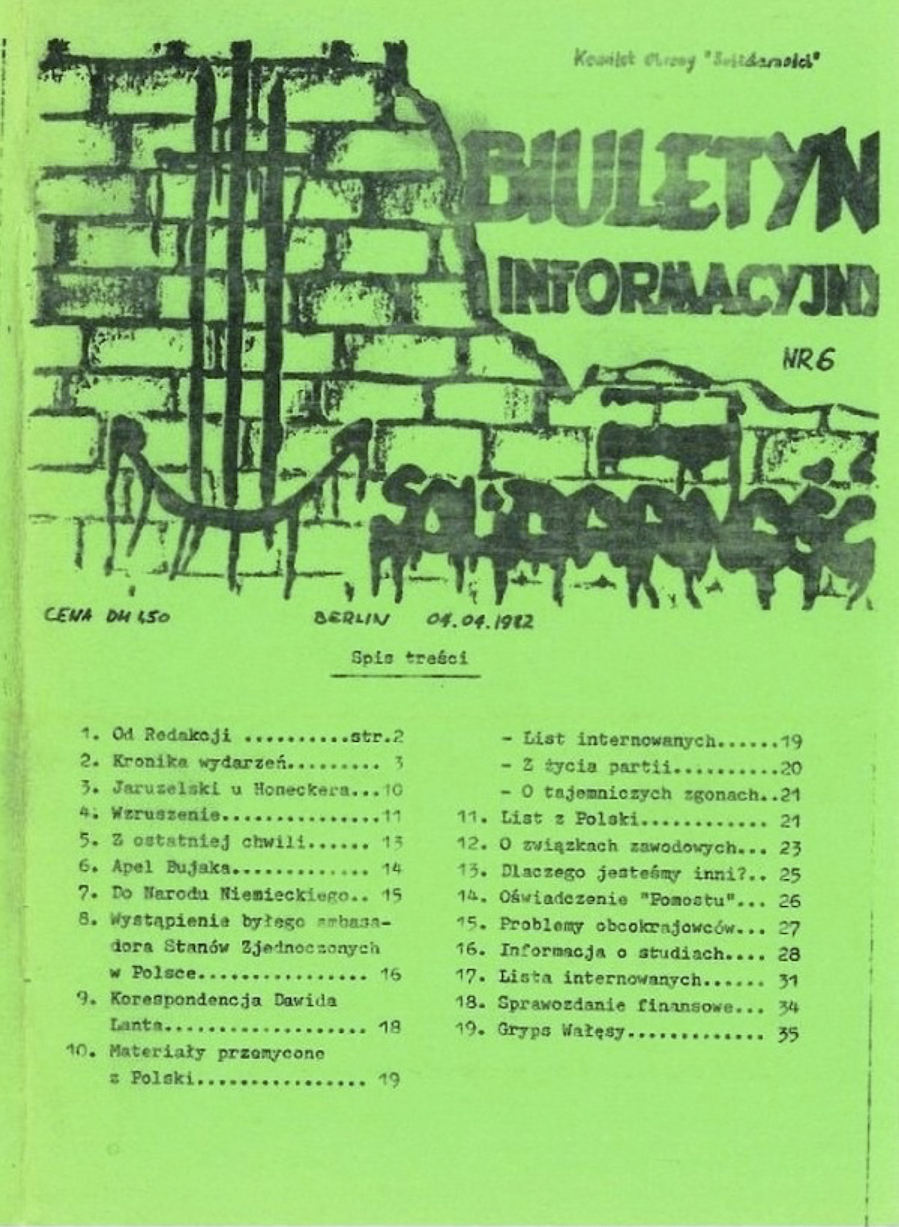 Komitet Obrony "Solidarności"
BIULETYN
INFORMACYJNY
NR 6
SOLIDARNOŚĆ
CENA DM 1,50 BERLIN 04.04.1982
Spis treści
1. Od Redakcji ..........str.2
2. Kronika wydarzeń......... 3
3. Jaruzelski u Honeckera...10
4. Wzruszenie...............11
5. Z ostatniej chwili...... 13
6. Apel Bujaka............. 14
7. Do Narodu Niemieckiego.. 15
8. Wystąpienie byłego ambasa-
dora Stanów Zjednoczonych
w Polsce................ 16
9. Korespondencja Dawida
Lanta................... 18
10. Materiały przemycone
z Polski................ 19
- List internowanych......19
- Z życia partii..........20
- O tajemniczych zgonach..21
11. List z Polski............ 21
12. O związkach zawodowych... 23
13. Dlaczego jesteśmy inni?.. 25
14. Oświadczenie "Pomostu"... 26
15. Problemy obcokrajowców... 27
16. Informacja o studiach.... 28
17. Lista internowanych...... 31
18. Sprawozdanie finansowe... 34
19. Gryps Wałęsy............. 35